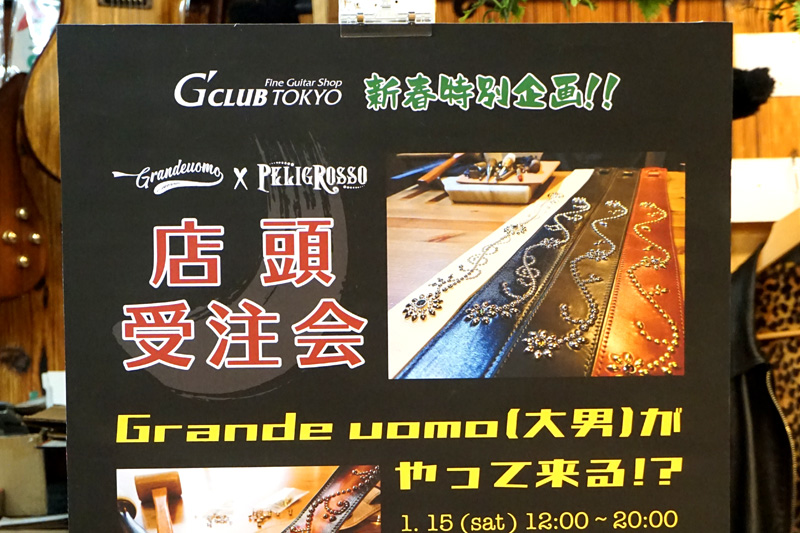 Fine Guitar Shop
G'CLUB TOKYO 新春特別企画!!
Grandeuomo X PELIGROSSO
店頭
受注会
Grande uomo(大男)が
やって来る!?
1. 15 (sat) 12:00~20:00